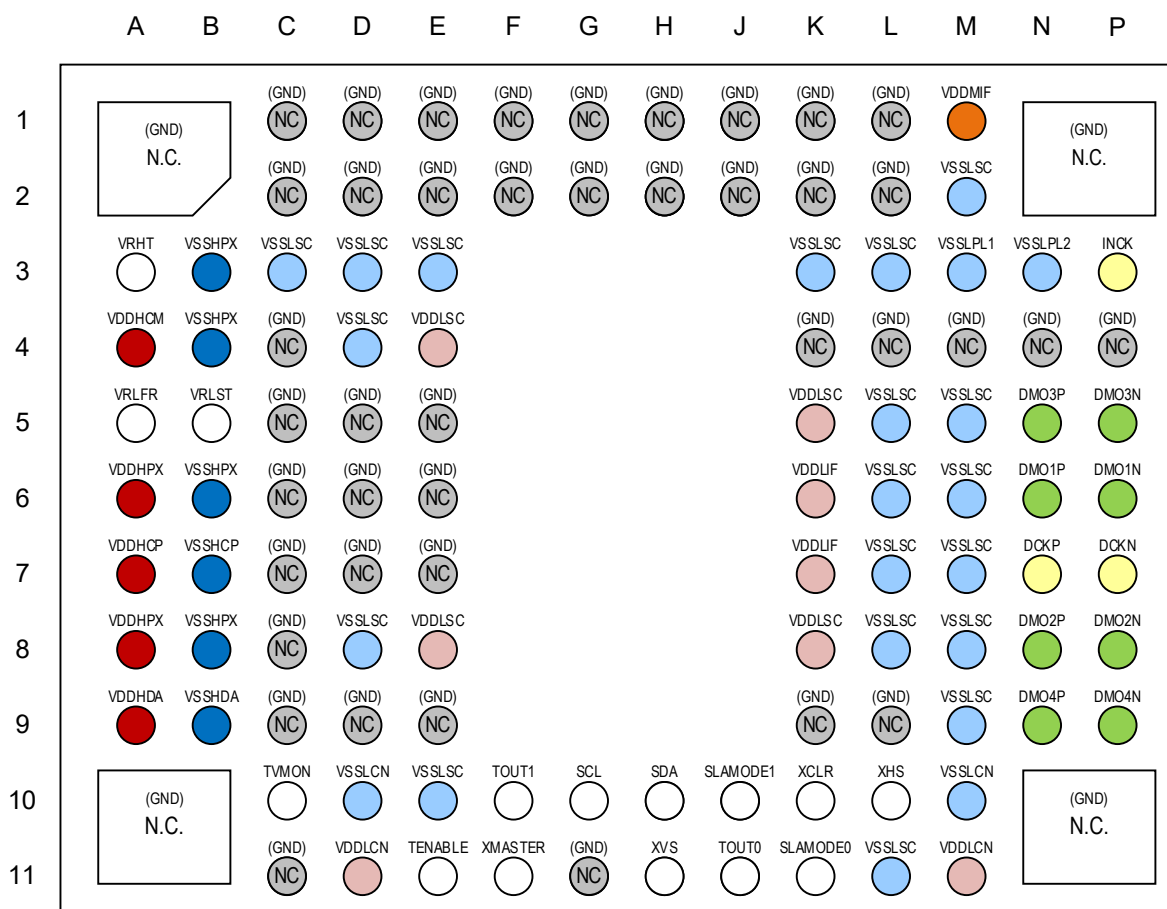 A B C D E F G H J K L M N P
(GND) (GND) (GND) (GND) (GND) (GND) (GND) (GND) (GND) VDDMIF
1 (GND) N.C. NC NC NC NC NC NC NC NC NC (GND) N.C.
(GND) (GND) (GND) (GND) (GND) (GND) (GND) (GND) (GND) VSSLSC
2 NC NC NC NC NC NC NC NC NC
VRHT VSSHPX VSSLSC VSSLSC VSSLSC VSSLSC VSSLSC VSSLPL1 VSSLPL2 INCK
3
VDDHCM VSSHPX (GND) VSSLSC VDDLSC (GND) (GND) (GND) (GND) (GND)
4 NC NC NC NC NC NC
VRLFR VRLST (GND) (GND) (GND) VDDLSC VSSLSC VSSLSC DMO3P DMO3N
5 NC NC NC
VDDHPX VSSHPX (GND) (GND) (GND) VDDLIF VSSLSC VSSLSC DMO1P DMO1N
6 NC NC NC
VDDHCP VSSHCP (GND) (GND) (GND) VDDLIF VSSLSC VSSLSC DCKP DCKN
7 NC NC NC
VDDHPX VSSHPX (GND) VSSLSC VDDLSC VDDLSC VSSLSC VSSLSC DMO2P DMO2N
8 NC
VDDHDA VSSHDA (GND) (GND) (GND) (GND) (GND) VSSLSC DMO4P DMO4N
9 NC NC NC NC NC
TVMON VSSLCN VSSLSC TOUT1 SCL SDA SLAMODE1 XCLR XHS VSSLCN
10 (GND) N.C. (GND) N.C.
(GND) VDDLCN TENABLE XMASTER (GND) XVS TOUT0 SLAMODE0 VSSLSC VDDLCN
11 NC NC